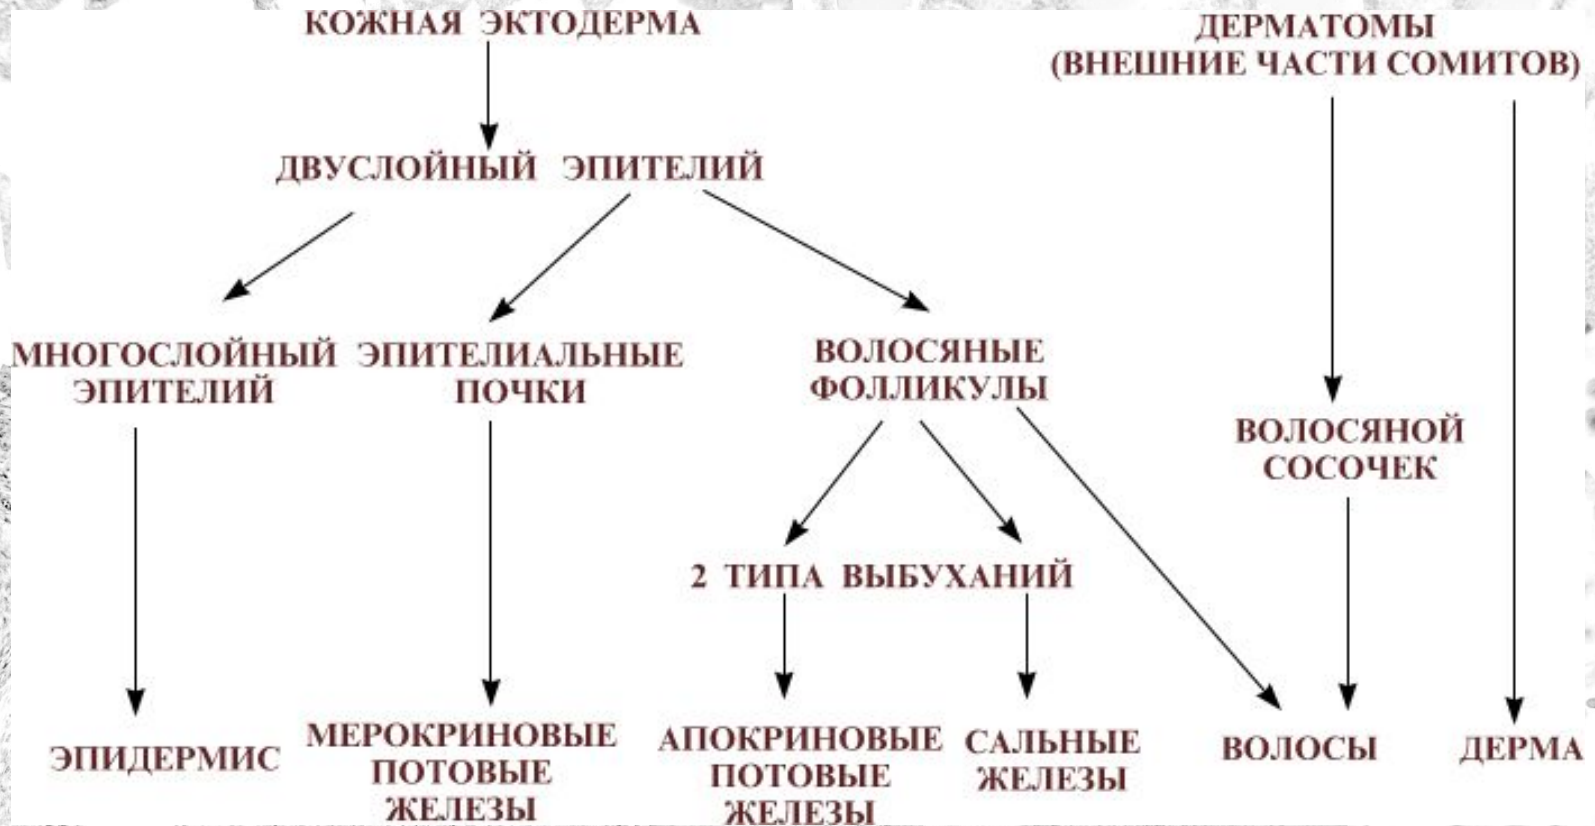 КОЖНАЯ ЭКТОДЕРМА
ДЕРМАТОМЫ
(ВНЕШНИЕ ЧАСТИ СОМИТОВ)
ДВУСЛОЙНЫЙ ЭПИТЕЛИЙ
МНОГОСЛОЙНЫЙ
ЭПИТЕЛИЙ
ЭПИТЕЛИАЛЬНЫЕ
ПОЧКИ
ВОЛОСЯНЫЕ
ФОЛЛИКУЛЫ
ВОЛОСЯНОЙ
СОСОЧЕК
2 ТИПА ВЫБУХАНИЙ
ЭПИДЕРМИС
МЕРОКРИНОВЫЕ
ПОТОВЫЕ
ЖЕЛЕЗЫ
АПОКРИНОВЫЕ
ПОТОВЫЕ
ЖЕЛЕЗЫ
САЛЬНЫЕ
ЖЕЛЕЗЫ
ВОЛОСЫ
ДЕРМА